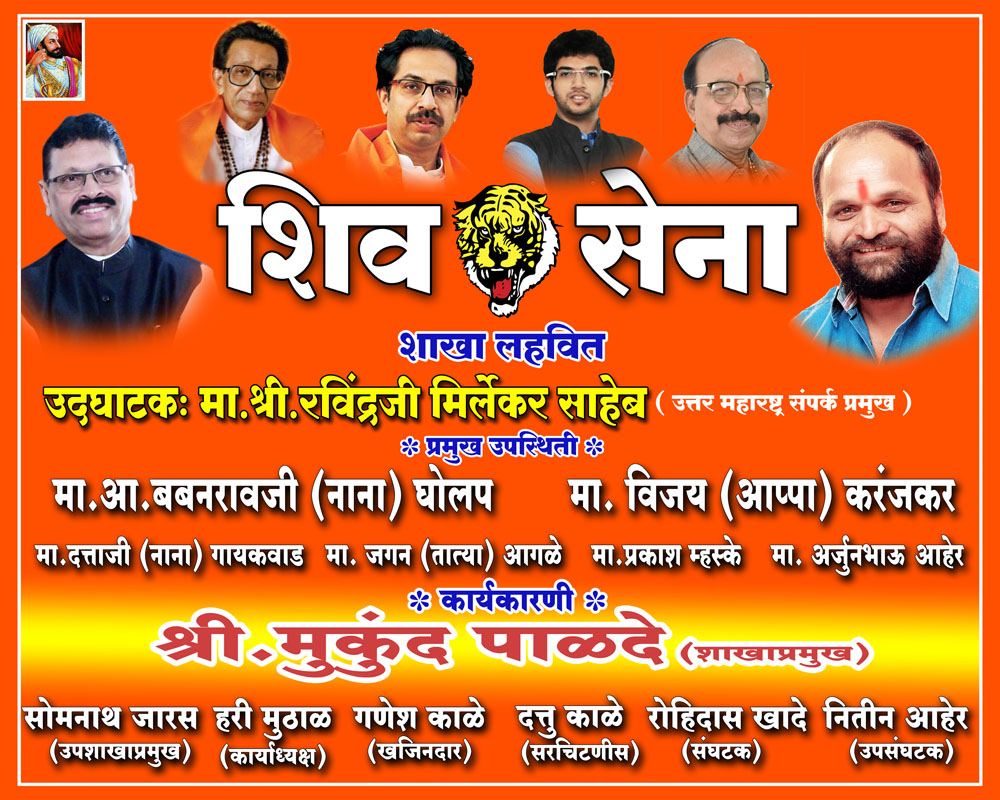 शिव सेना
शाखा लहवित
उदघाटक: मा.श्री.रविंद्रजी मिर्लेकर साहेब ( उत्तर महाराष्ट्र संपर्क प्रमुख )
* प्रमुख उपस्थिती *
मा.आ.बबनरावजी (नाना) घोलप मा. विजय (आप्पा) करंजकर
मा.दत्ताजी (नाना) गायकवाड मा. जगन (तात्या) आगळे मा.प्रकाश म्हस्के मा. अर्जुनभाऊ आहेर
* कार्यकारणी *
श्री.मुकुंद पाळदे (शाखाप्रमुख)
सोमनाथ जारस हरी मुठाळ गणेश काळे दत्तु काळे रोहिदास खादे नितीन आहेर
(उपशाखाप्रमुख) (कार्याध्यक्ष) (खजिनदार) (सरचिटणीस) (संघटक) (उपसंघटक)